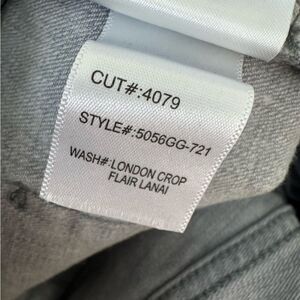 CUT#:4079
STYLE#:5056GG-721
WASH#:LONDON CROP
FLAIR LANAI